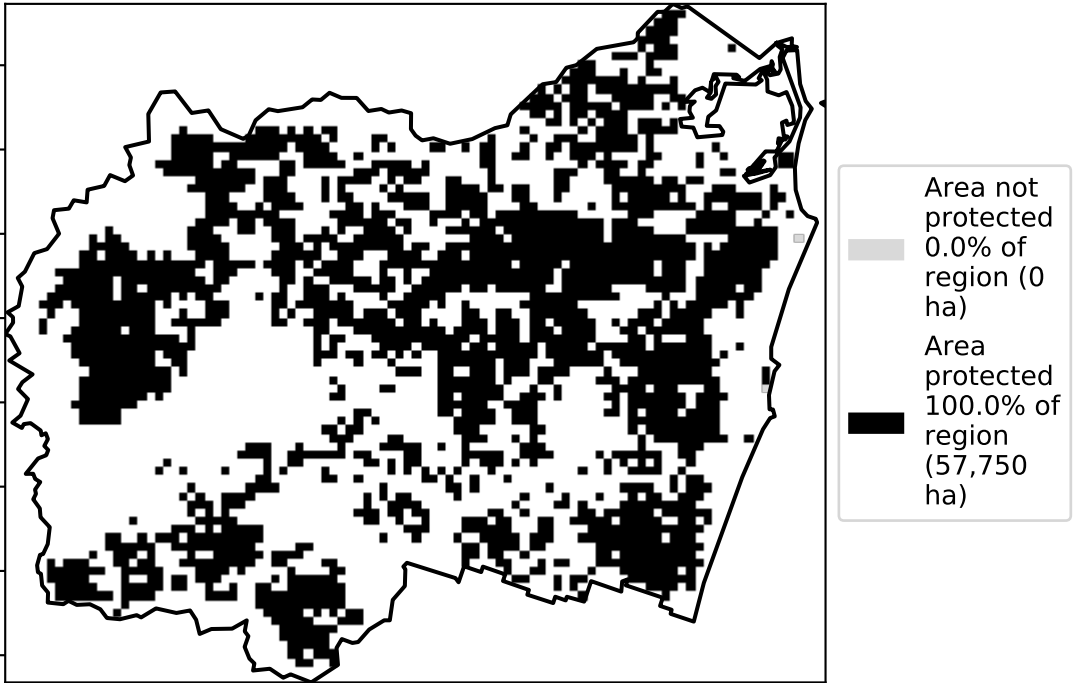 Area not
protected
0.0% of
region (0
ha)
Area
protected
100.0% of
region
(57,750
ha)